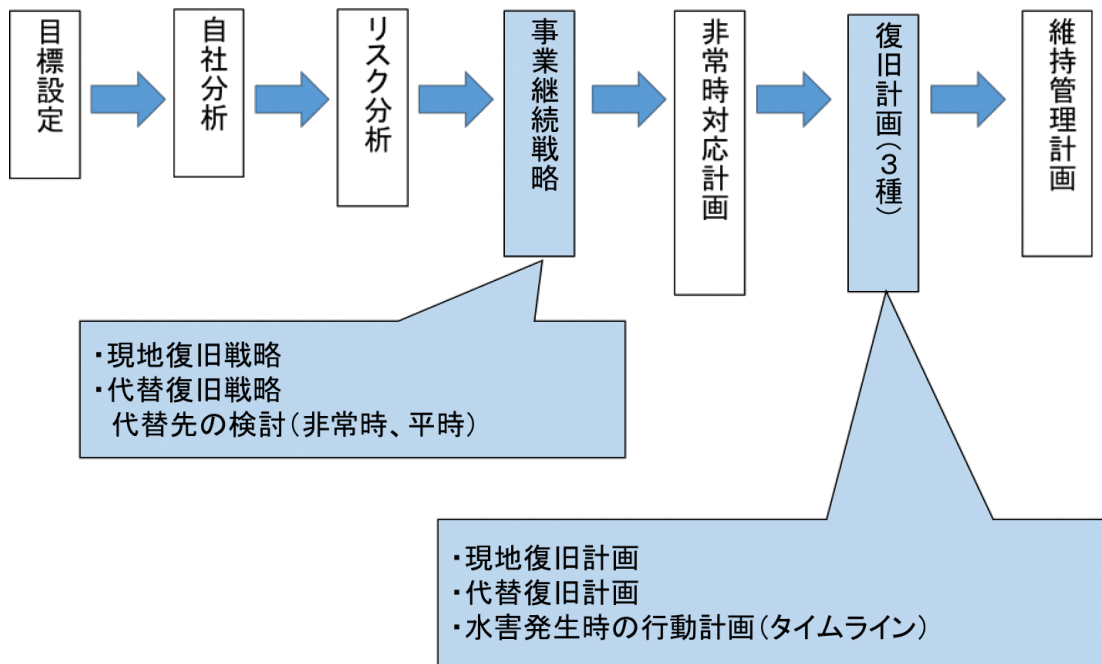 目標設定
自社分析
リスク分析
事業継続戦略
非常時対応計画
復旧計画(3種)
維持管理計画
・現地復旧戦略
・代替復旧戦略
代替先の検討(非常時、平時)
・現地復旧計画
・代替復旧計画
・水害発生時の行動計画(タイムライン)